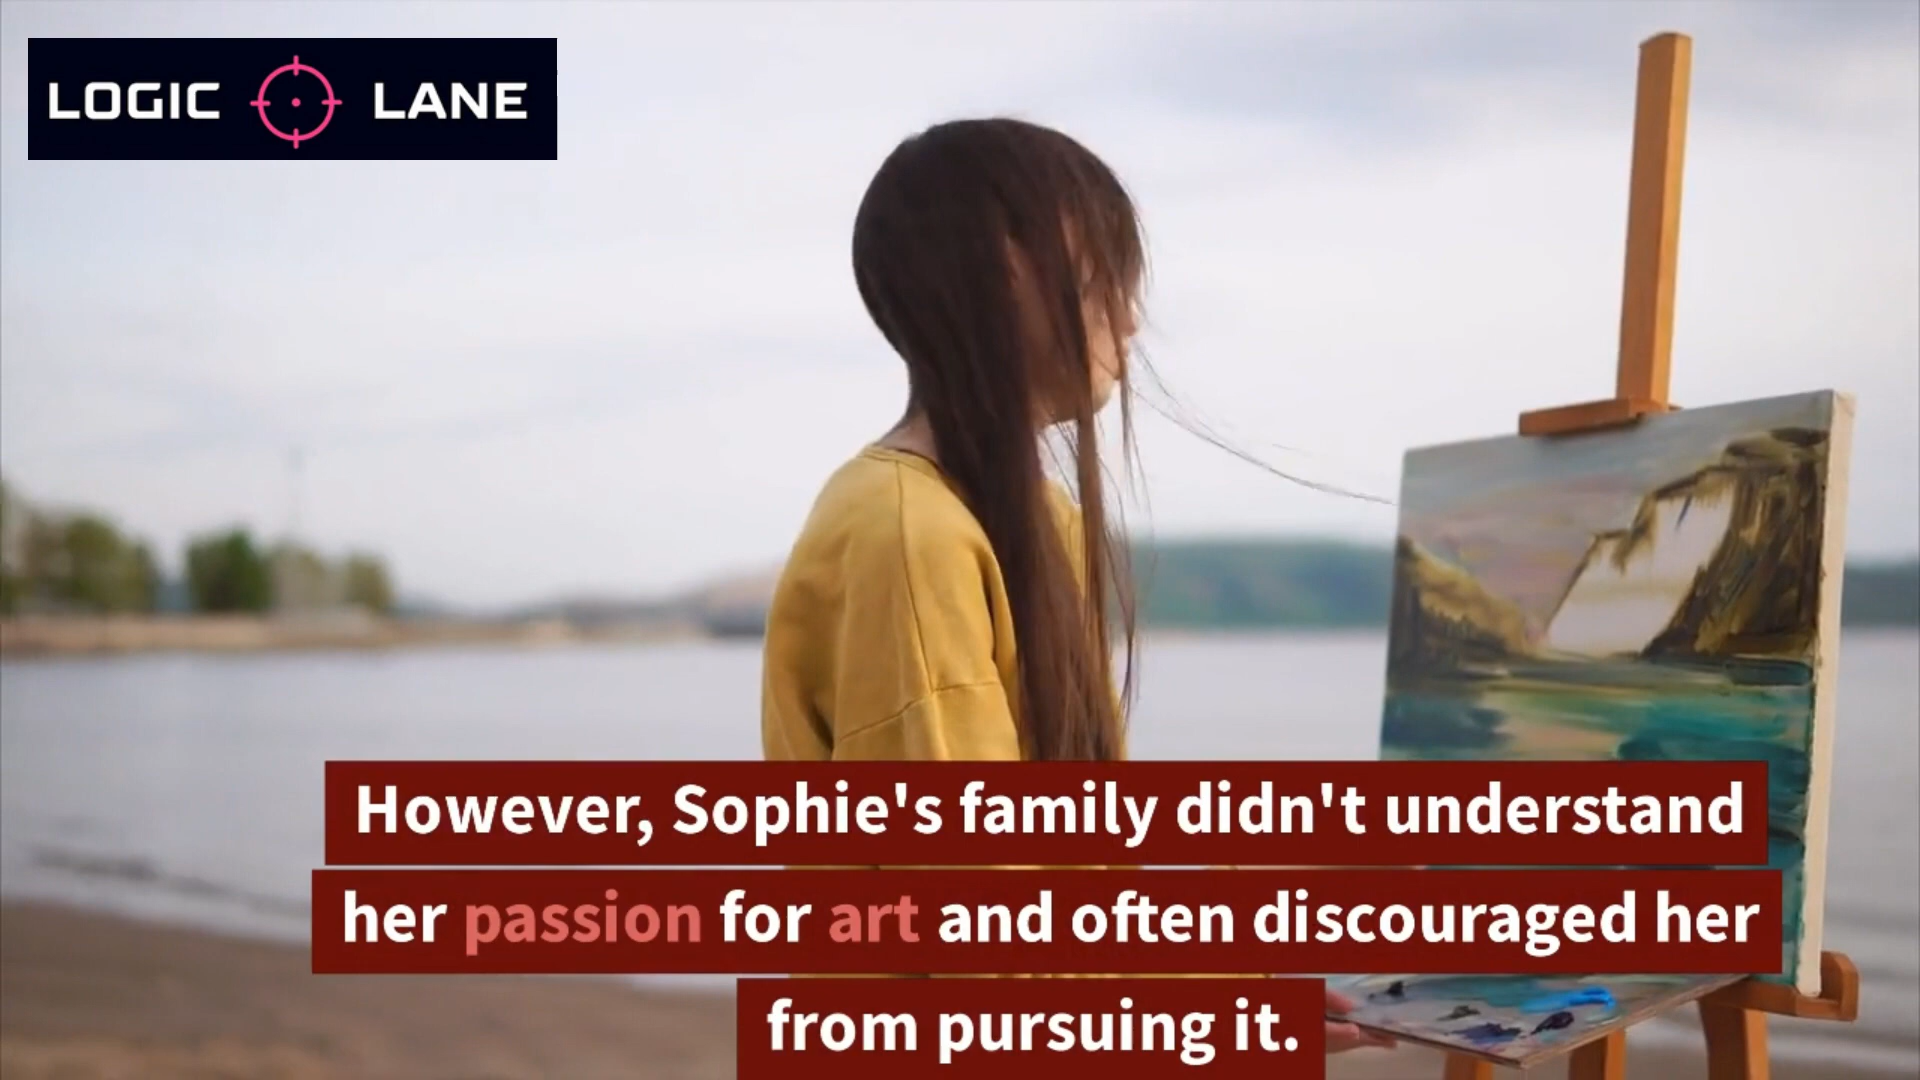 LOGIC LANE
However, Sophie's family didn't understand
her passion for art and often discouraged her
from pursuing it.